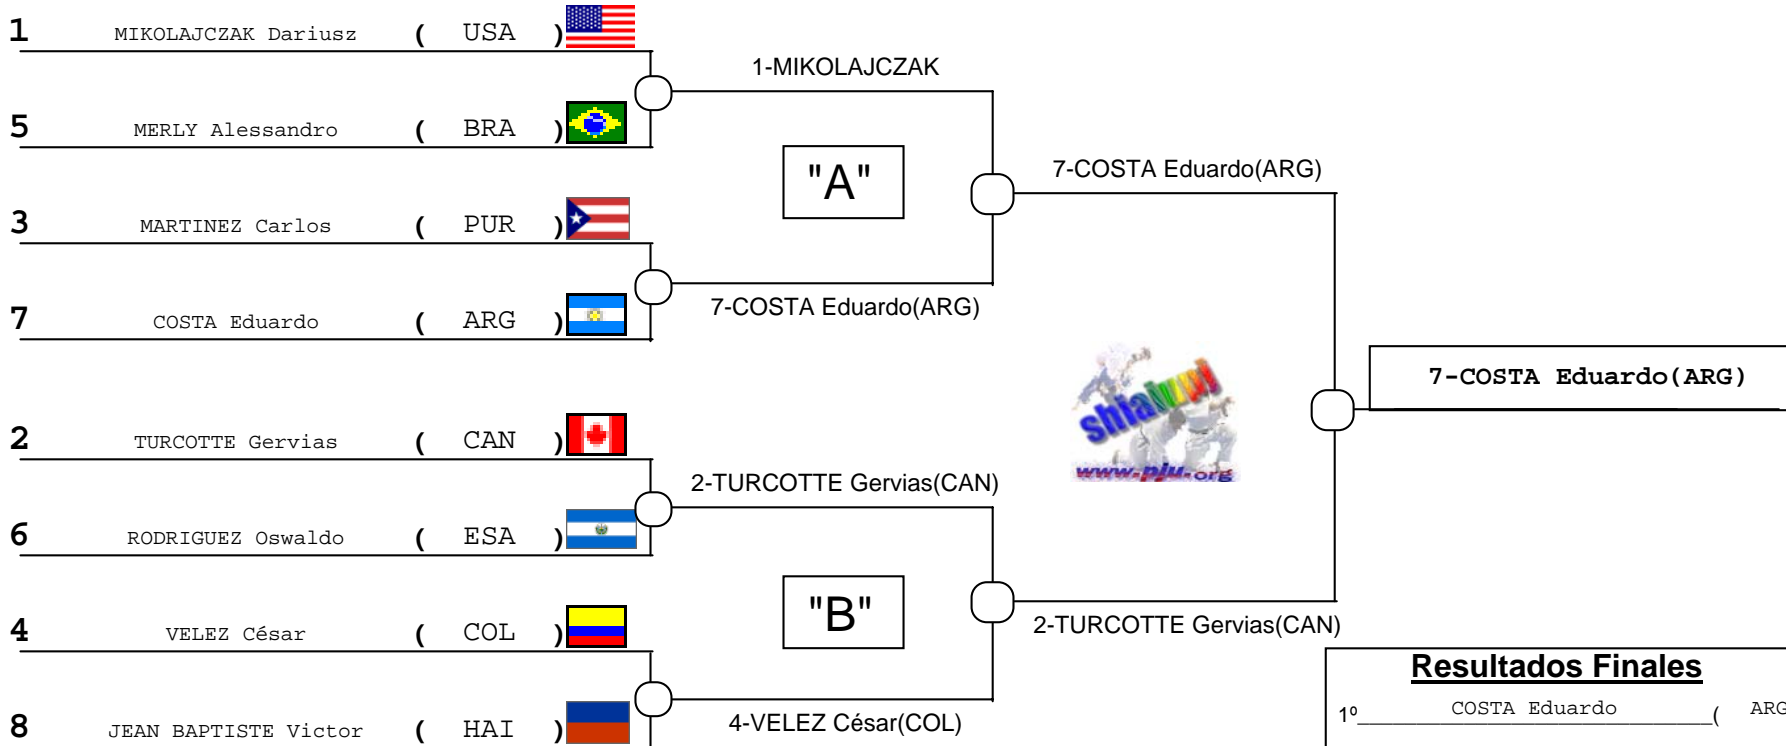 1 MIKOLAJCZAK Dariusz ( USA )
1-MIKOLAJCZAK
5 MERLY Alessandro ( BRA )
"A"
7-COSTA Eduardo(ARG)
3 MARTINEZ Carlos ( PUR )
7-COSTA Eduardo(ARG)
7 COSTA Eduardo ( ARG )
shiai
www.pju.org
7-COSTA Eduardo(ARG)
2 TURCOTTE Gervias ( CAN )
2-TURCOTTE Gervias(CAN)
6 RODRIGUEZ Oswaldo ( ESA )
"B"
2-TURCOTTE Gervias(CAN)
4 VELEZ César ( COL )
Resultados Finales
1º COSTA Eduardo ( ARG
4-VELEZ César(COL)
8 JEAN BAPTISTE Victor ( HAI )